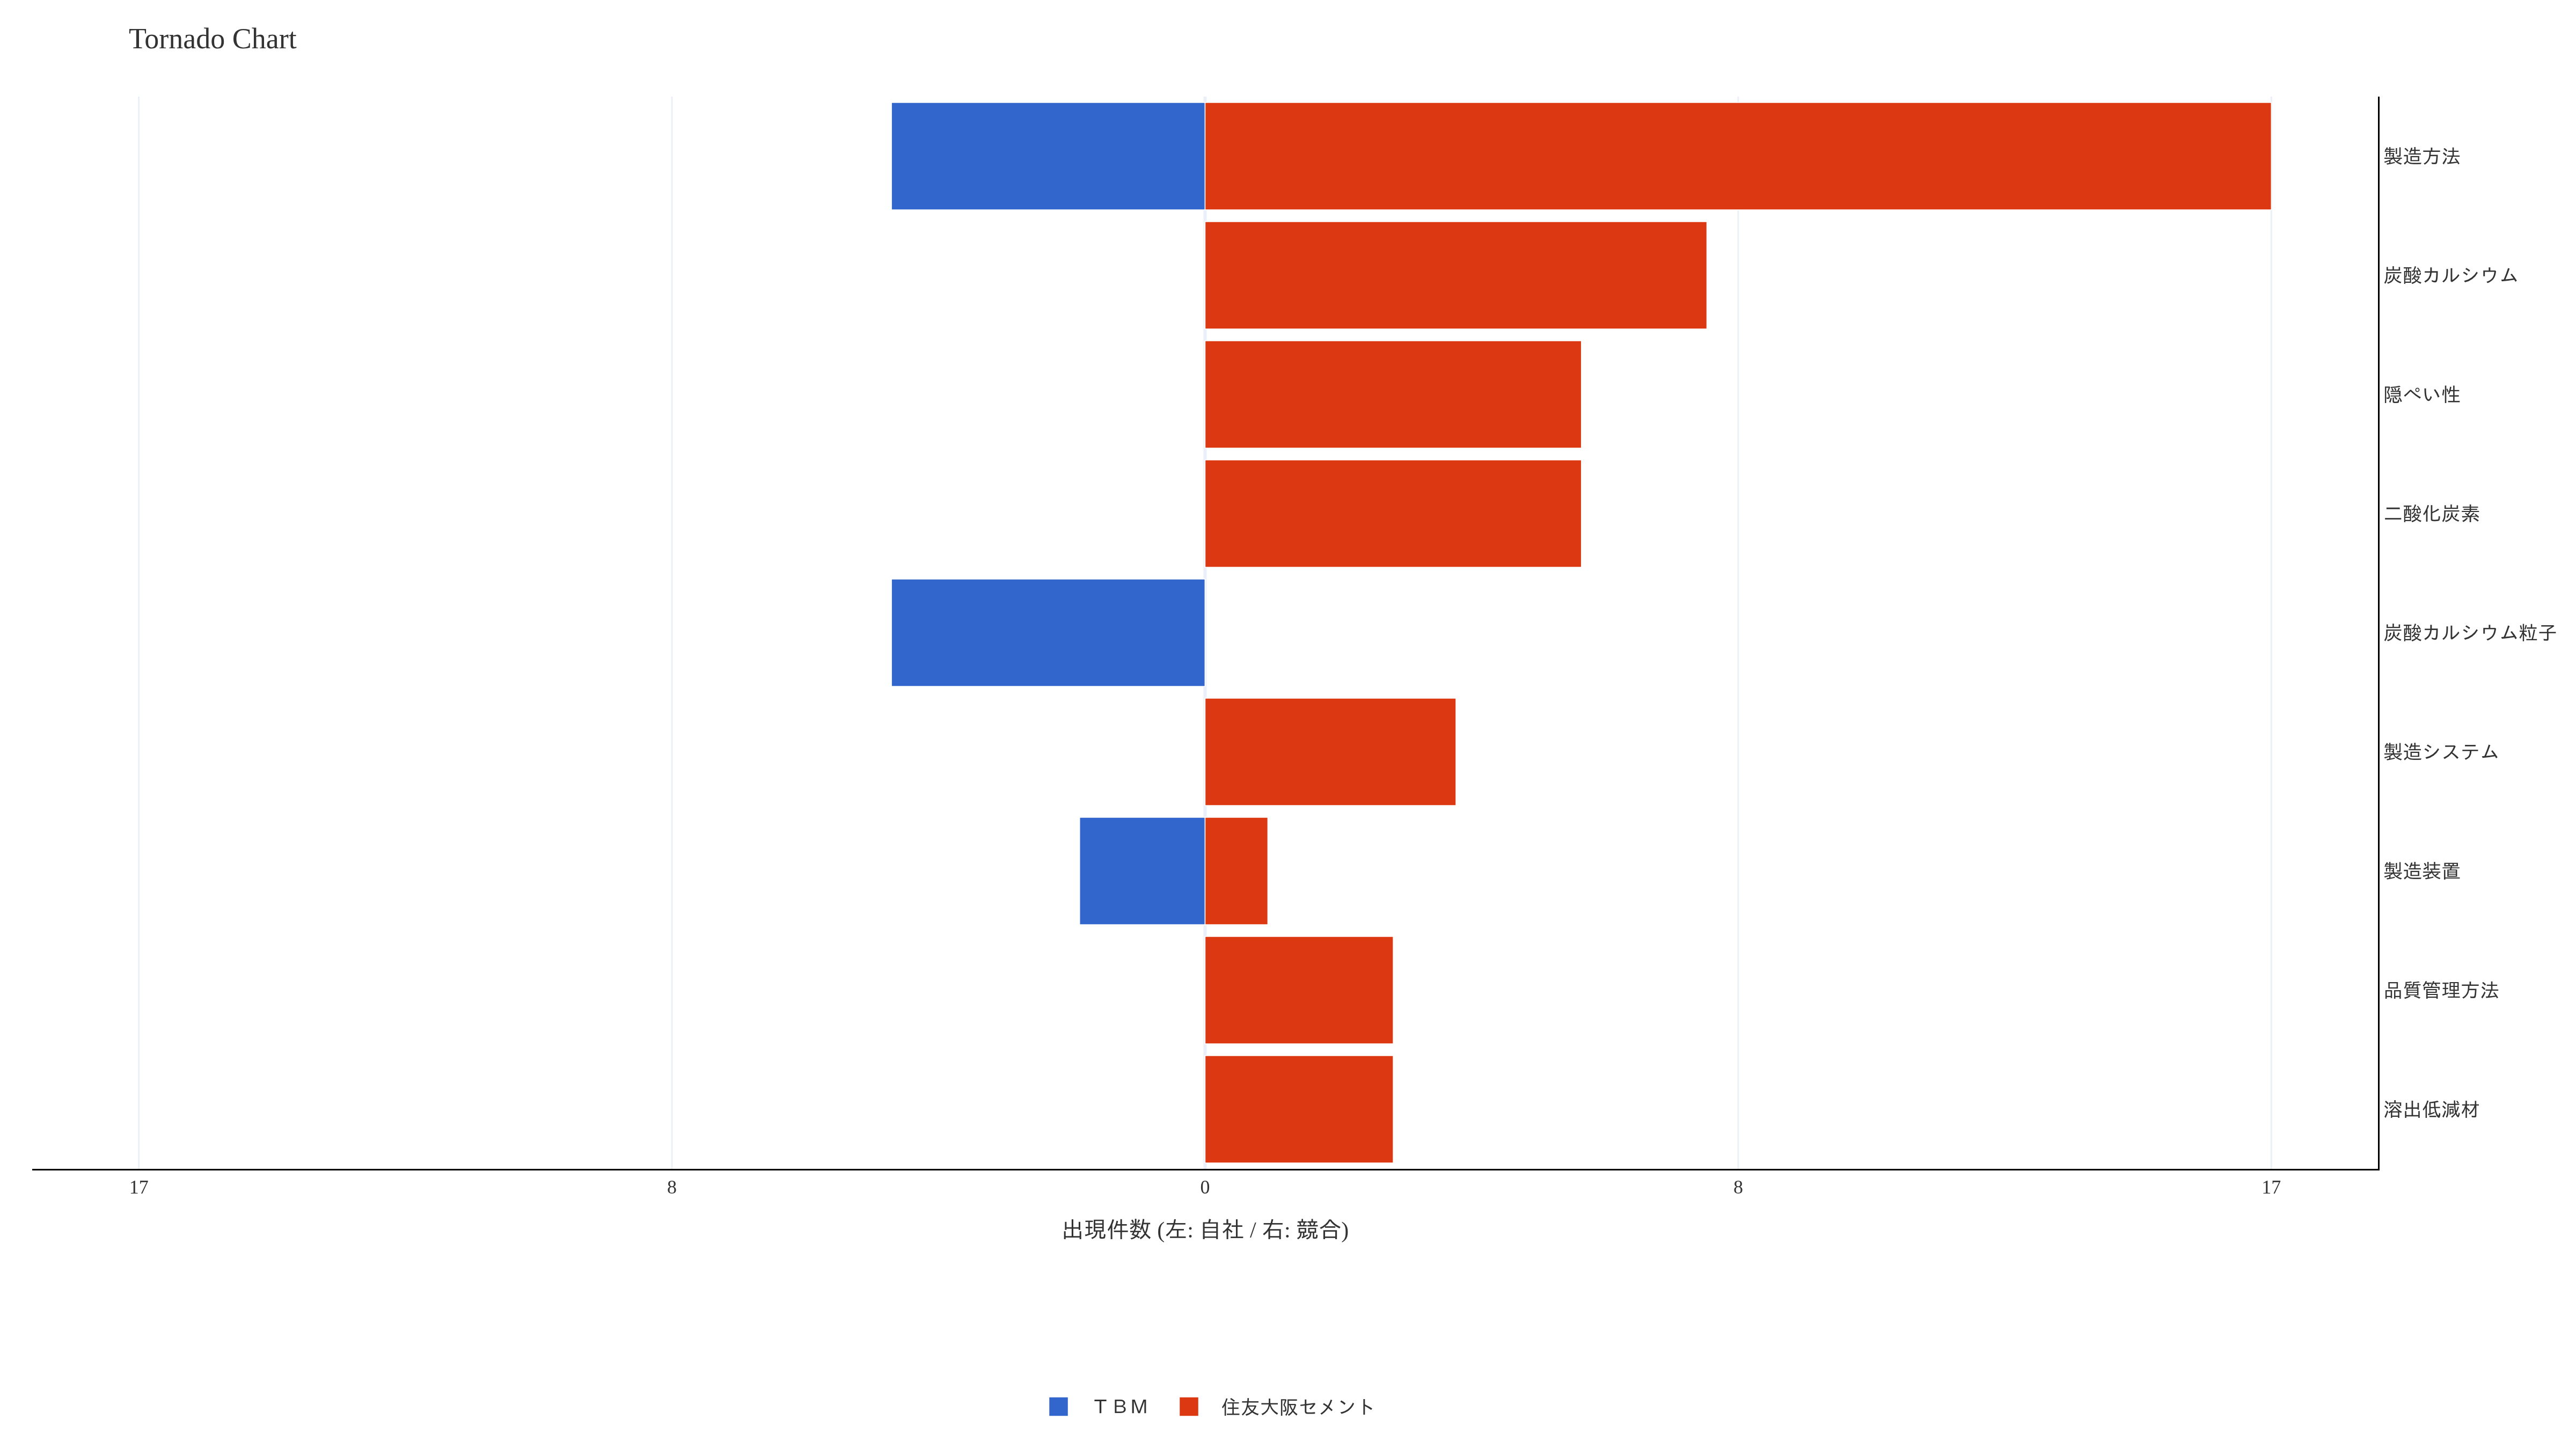 Tornado Chart
製造方法
炭酸カルシウム
隠ぺい性
二酸化炭素
炭酸カルシウム粒子
製造システム
製造装置
品質管理方法
溶出低減材
17 8 0 8 17
出現件数 (左: 自社 / 右: 競合)
ＴＢＭ 住友大阪セメント